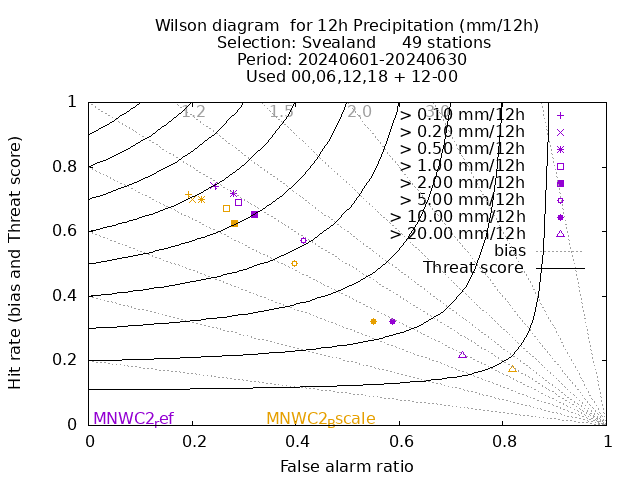 Wilson diagram for 12h Precipitation (mm/12h)
Selection: Svealand 49 stations
Period: 20240601-20240630
Used 00,06,12,18 + 12-00
Hit rate (bias and Threat score)
1
0.8
0.6
0.4
0.2
0
1.2
1.5
2.0
3.0
> 0.10 mm/12h
> 0.20 mm/12h
> 0.50 mm/12h
> 1.00 mm/12h
> 2.00 mm/12h
> 5.00 mm/12h
> 10.00 mm/12h
> 20.00 mm/12h
bias
Threat score
MNWC2ref MNWC2Bscale
0 0.2 0.4 0.6 0.8 1
False alarm ratio